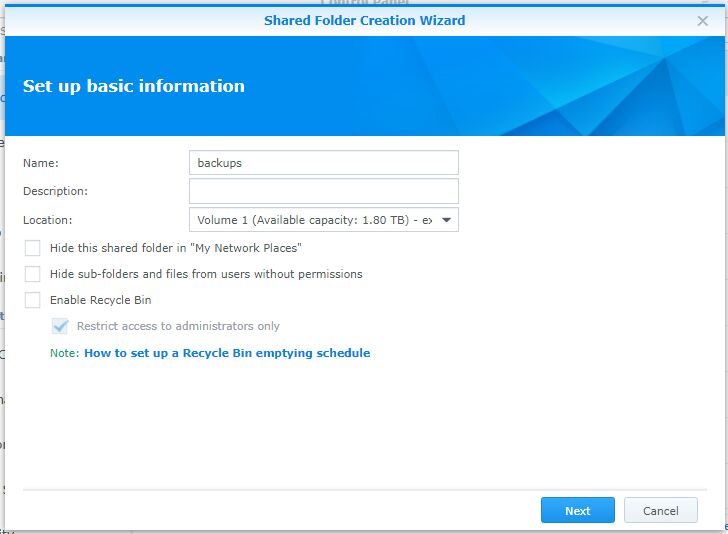 Control Panel
Shared Folder Creation Wizard
Set up basic information
Name: backups
Description:
Location: Volume 1 (Available capacity: 1.80 TB) - ex
Hide this shared folder in "My Network Places"
Hide sub-folders and files from users without permissions
Enable Recycle Bin
Restrict access to administrators only
Note: How to set up a Recycle Bin emptying schedule
Next Cancel